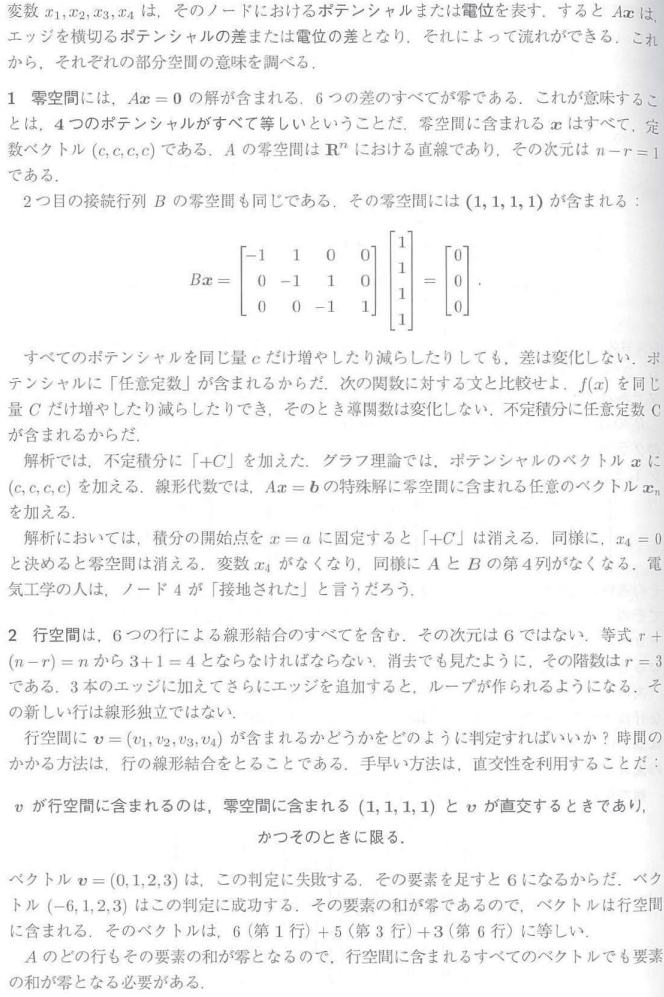 変数 x₁, x₂, x₃, x₄ は,そのノードにおけるポテンシャルまたは電位を表す.すると Ax は,
エッジを横切るポテンシャルの差または電位の差となり,それによって流れができる.これ
から,それぞれの部分空間の意味を調べる.
1 零空間には,Ax = 0 の解が含まれる.6 つの差のすべてが零である.これが意味するこ
とは,4 つのポテンシャルがすべて等しいということだ.零空間に含まれる x はすべて,定
数ベクトル (c, c, c, c) である.A の零空間は Rⁿ における直線であり,その次元は n − r = 1
である.
2 つ目の接続行列 B の零空間も同じである.その零空間には (1, 1, 1, 1) が含まれる:
Bx = [−1 1 0 0; 0 −1 1 0; 0 0 −1 1] [1; 1; 1; 1] = [0; 0; 0].
すべてのポテンシャルを同じ量 c だけ増やしたり減らしたりしても,差は変化しない.ポ
テンシャルに「任意定数」が含まれるからだ.次の関数に対する文と比較せよ.f(x) を同じ
量 C だけ増やしたり減らしたりでき,そのとき導関数は変化しない.不定積分に任意定数 C
が含まれるからだ.
解析では,不定積分に「+C」を加えた.グラフ理論では,ポテンシャルのベクトル x に
(c, c, c, c) を加える.線形代数では,Ax = b の特殊解に零空間に含まれる任意のベクトル xₙ
を加える.
解析においては,積分の開始点を x = a に固定すると「+C」は消える.同様に,x₄ = 0
と決めると零空間は消える.変数 x₄ がなくなり,同様に A と B の第 4 列がなくなる.電
気工学の人は,ノード 4 が「接地された」と言うだろう.
2 行空間は,6 つの行による線形結合のすべてを含む.その次元は 6 ではない.等式 r +
(n − r) = n から 3 + 1 = 4 とならなければならない.消去でも見たように,その階数は r = 3
である.3 本のエッジに加えてさらにエッジを追加すると,ループが作られるようになる.そ
の新しい行は線形独立ではない.
行空間に v = (v₁, v₂, v₃, v₄) が含まれるかどうかをどのように判定すればいいか?時間の
かかる方法は,行の線形結合をとることである.手早い方法は,直交性を利用することだ:
v が行空間に含まれるのは,零空間に含まれる (1, 1, 1, 1) と v が直交するときであり,
かつそのときに限る.
ベクトル v = (0, 1, 2, 3) は,この判定に失敗する.その要素を足すと 6 になるからだ.ベク
トル (−6, 1, 2, 3) はこの判定に成功する.その要素の和が零であるので,ベクトルは行空間
に含まれる.そのベクトルは,6 (第 1 行) + 5 (第 3 行) + 3 (第 6 行) に等しい.
A のどの行もその要素の和が零となるので,行空間に含まれるすべてのベクトルでも要素
の和が零となる必要がある.